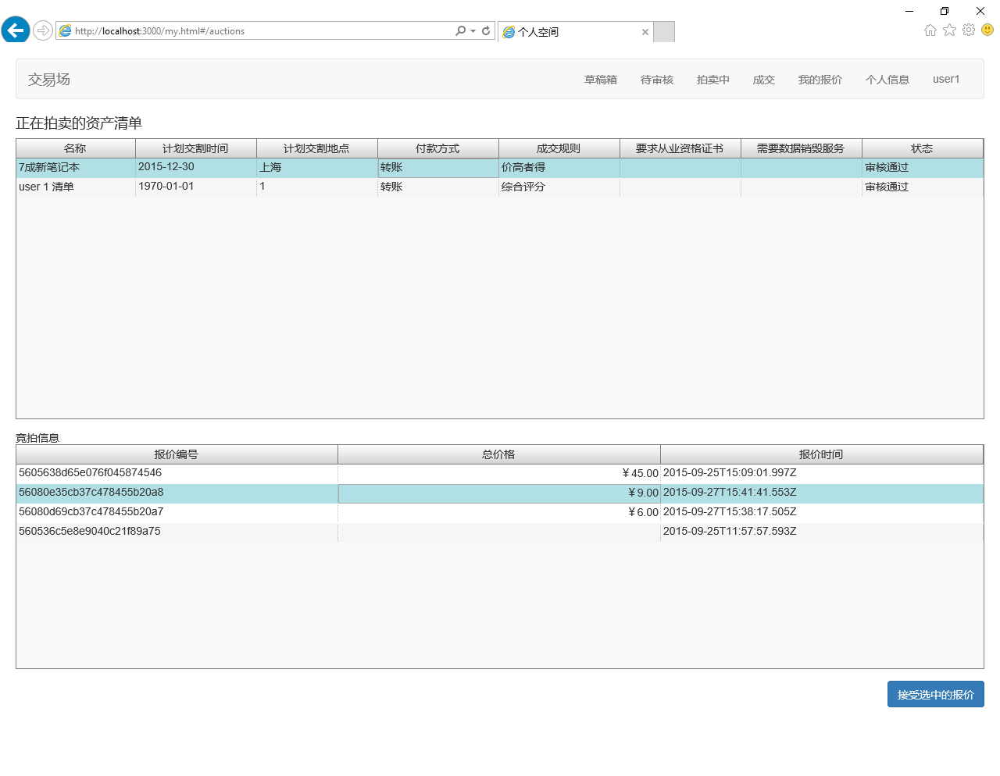 http://localhost:3000/my.html#/auctions
个人空间
交易场 草稿箱 待审核 拍卖中 成交 我的报价 个人信息 user1
正在拍卖的资产清单
名称 计划交割时间 计划交割地点 付款方式 成交规则 要求从业资格证书 需要数据销毁服务 状态
7成新笔记本 2015-12-30 上海 转账 价高者得 审核通过
user 1 清单 1970-01-01 1 转账 综合评分 审核通过
竞拍信息
报价编号 总价格 报价时间
5605638d65e076f045874546 ¥45.00 2015-09-25T15:09:01.997Z
56080e35cb37c478455b20a8 ¥9.00 2015-09-27T15:41:41.553Z
56080d69cb37c478455b20a7 ¥6.00 2015-09-27T15:38:17.505Z
560536c5e8e9040c21f89a75 2015-09-25T11:57:57.593Z
接受选中的报价